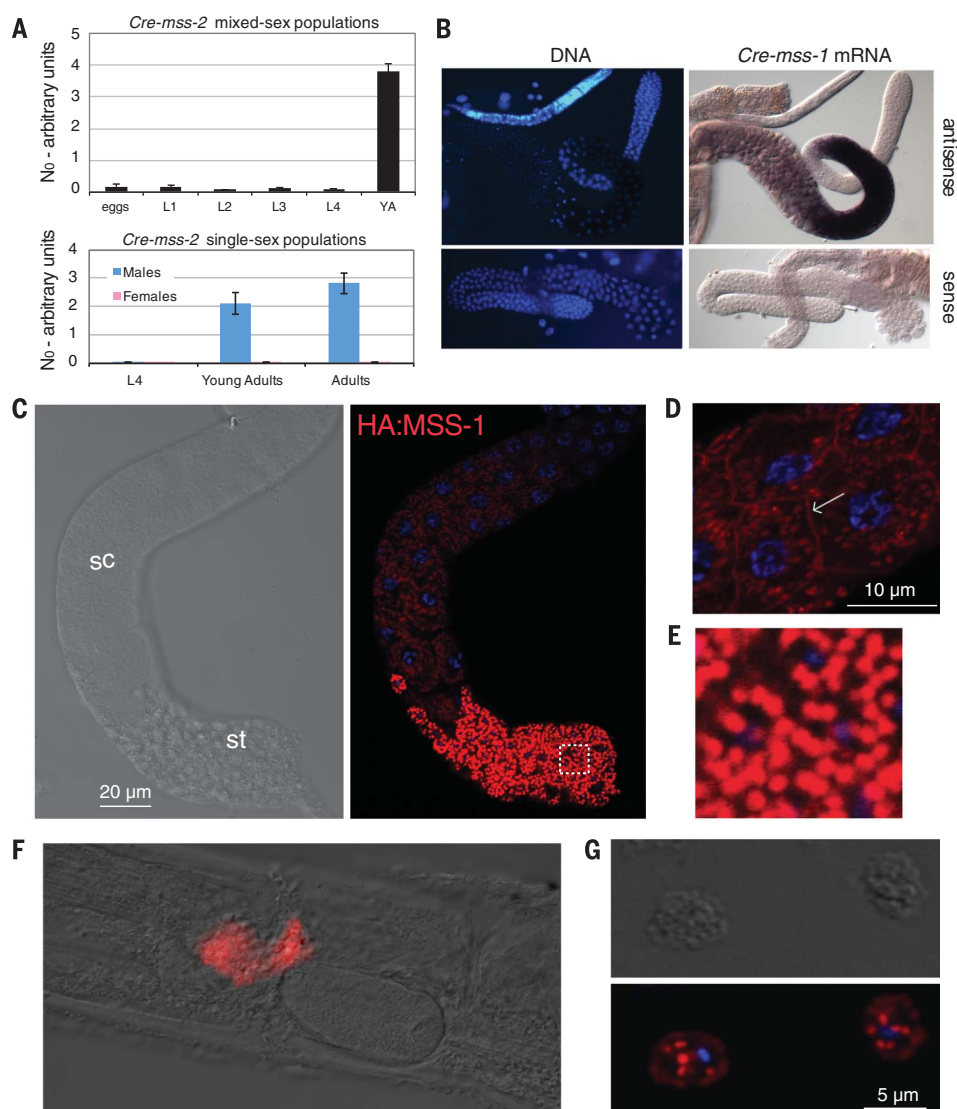 A
Cre-mss-2 mixed-sex populations
N₀ - arbitrary units
5
4
3
2
1
0
eggs L1 L2 L3 L4 YA
Cre-mss-2 single-sex populations
N₀ - arbitrary units
4
3
2
1
0
Males
Females
L4 Young Adults Adults
B
DNA Cre-mss-1 mRNA
antisense
sense
C
HA:MSS-1
sc
st
20 µm
D
10 µm
E
F
G
5 µm